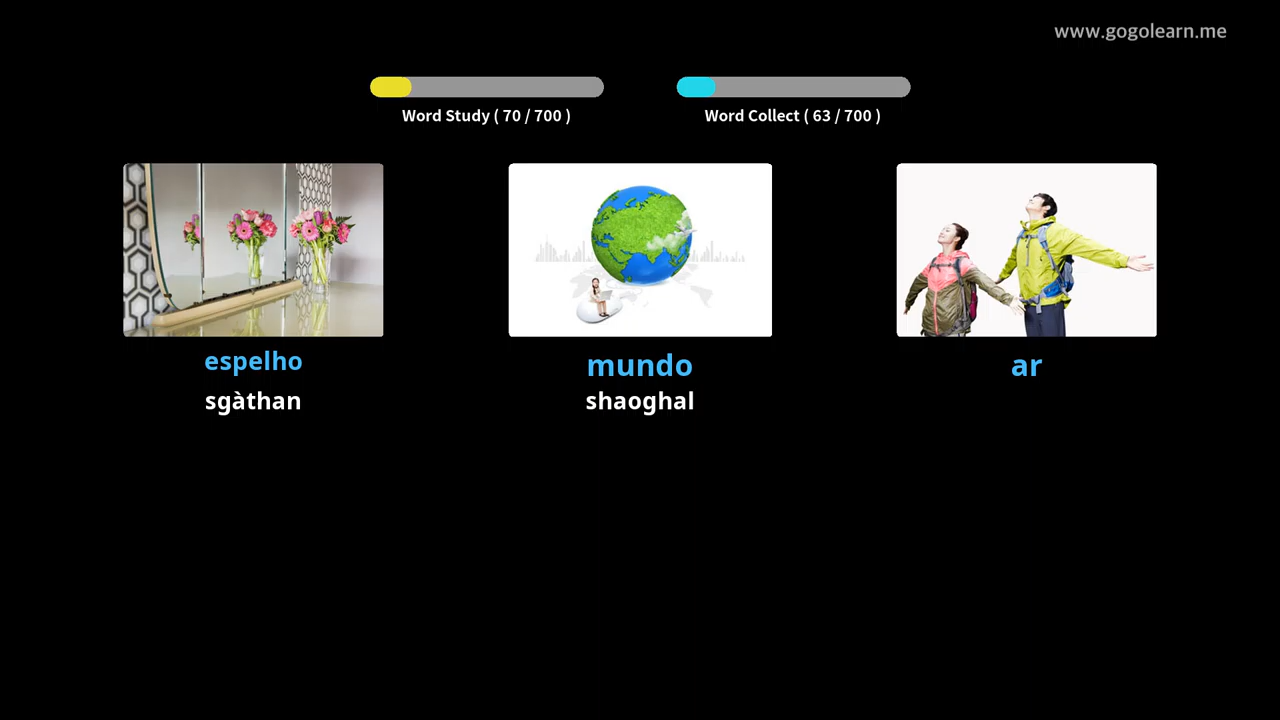 www.gogolearn.me
Word Study ( 70 / 700 )
Word Collect ( 63 / 700 )
espelho
sgàthan
mundo
shaoghal
ar